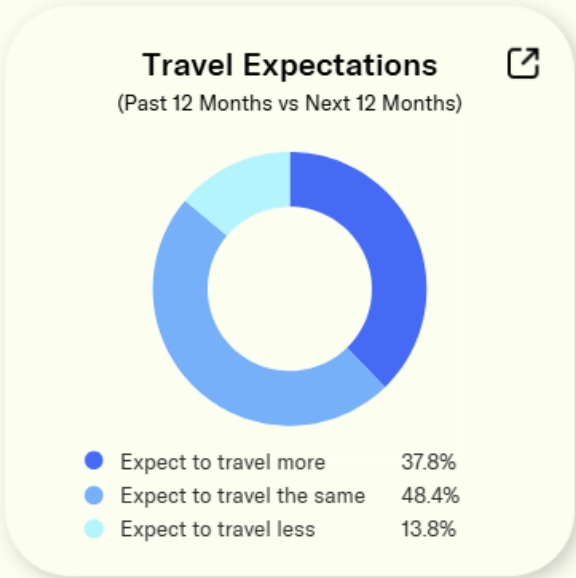 Travel Expectations
(Past 12 Months vs Next 12 Months)
Expect to travel more 37.8%
Expect to travel the same 48.4%
Expect to travel less 13.8%